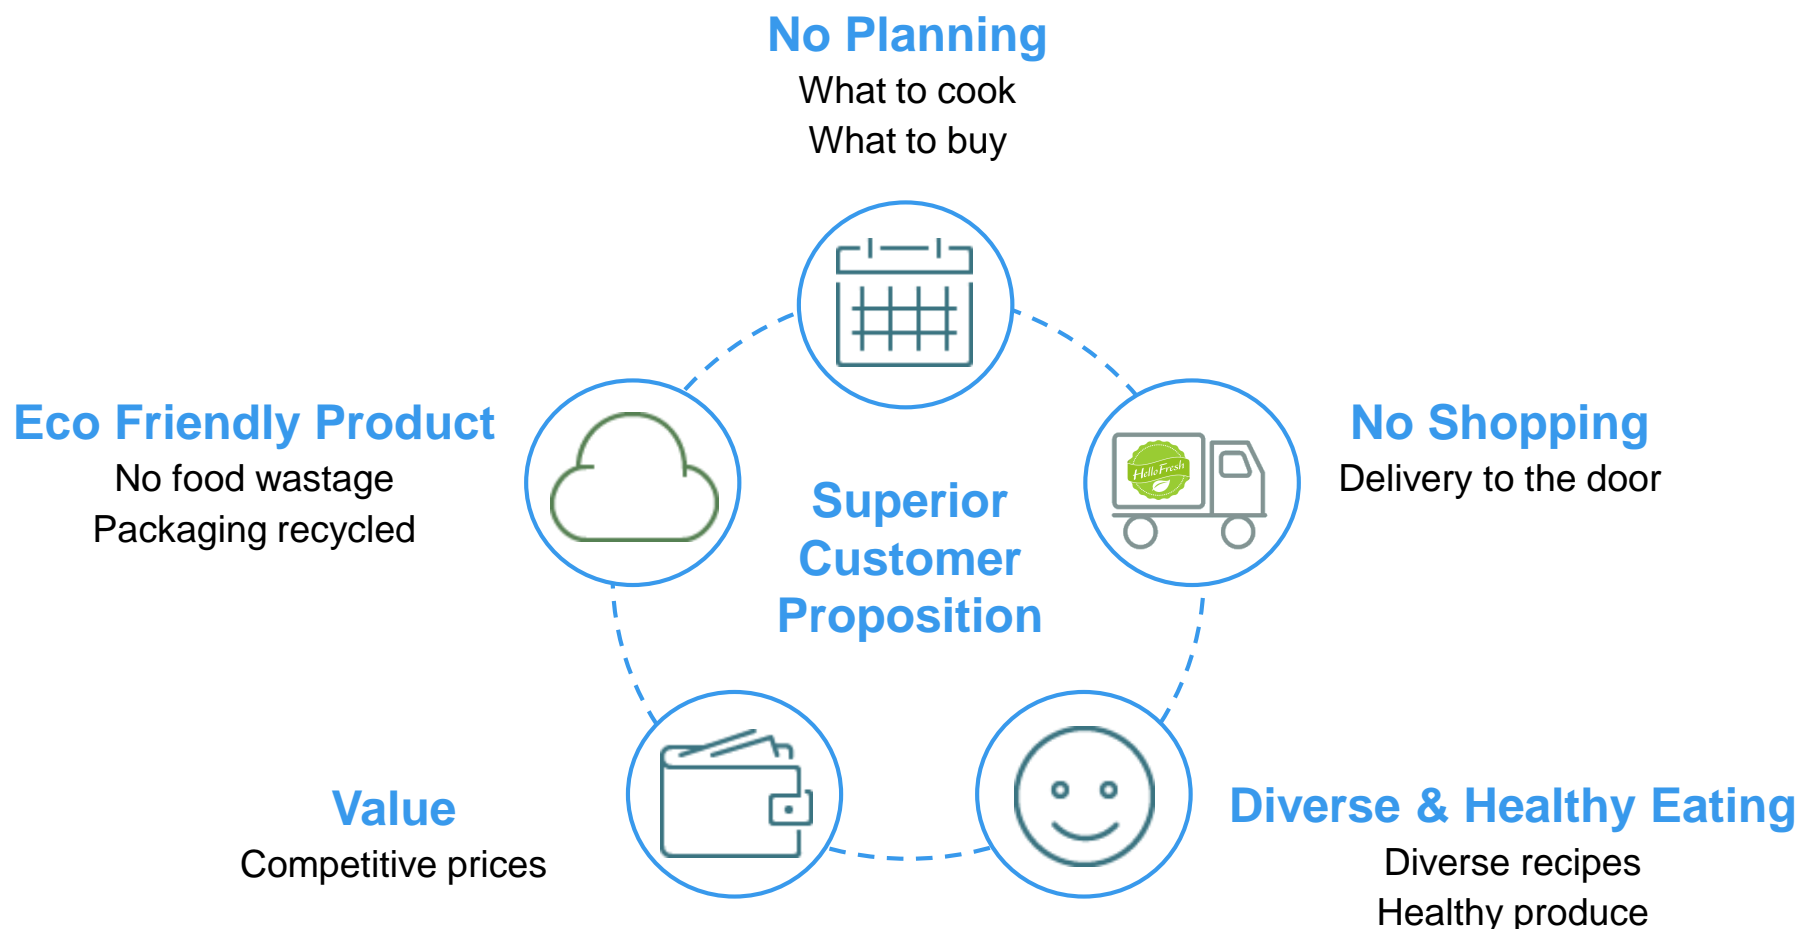 No Planning
What to cook
What to buy
Eco Friendly Product
No food wastage
Packaging recycled
HelloFresh
No Shopping
Delivery to the door
Superior
Customer
Proposition
Value
Competitive prices
Diverse & Healthy Eating
Diverse recipes
Healthy produce